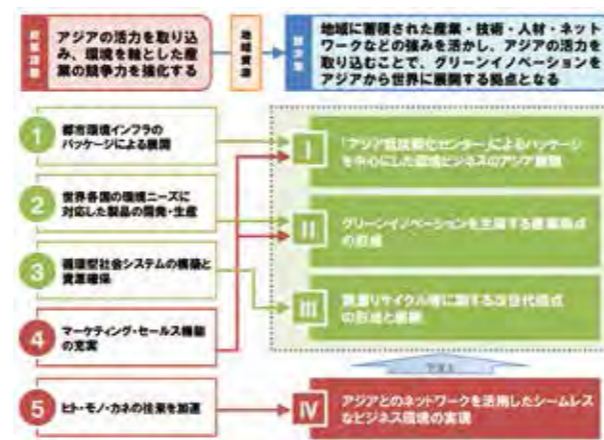 政策課題
アジアの活力を取り込
み、環境を軸とした産
業の競争力を強化する
地域資源
解決策
地域に蓄積された産業・技術・人材・ネット
ワークなどの強みを活かし、アジアの活力を
取り込むことで、グリーンイノベーションを
アジアから世界に展開する拠点となる
1
都市環境インフラの
パッケージによる展開
2
世界各国の環境ニーズに
対応した製品の開発・生産
3
循環型社会システムの構築と
資源確保
4
マーケティング・セールス機能
の充実
5
ヒト・モノ・カネの往来を加速
I
「アジア低炭素化センター」によるパッケージ
を中心にした環境ビジネスのアジア展開
II
グリーンイノベーションを主導する産業拠点
の形成
III
資源リサイクル等に関する次世代拠点
の形成と展開
IV
アジアとのネットワークを活用したシームレス
なビジネス環境の実現